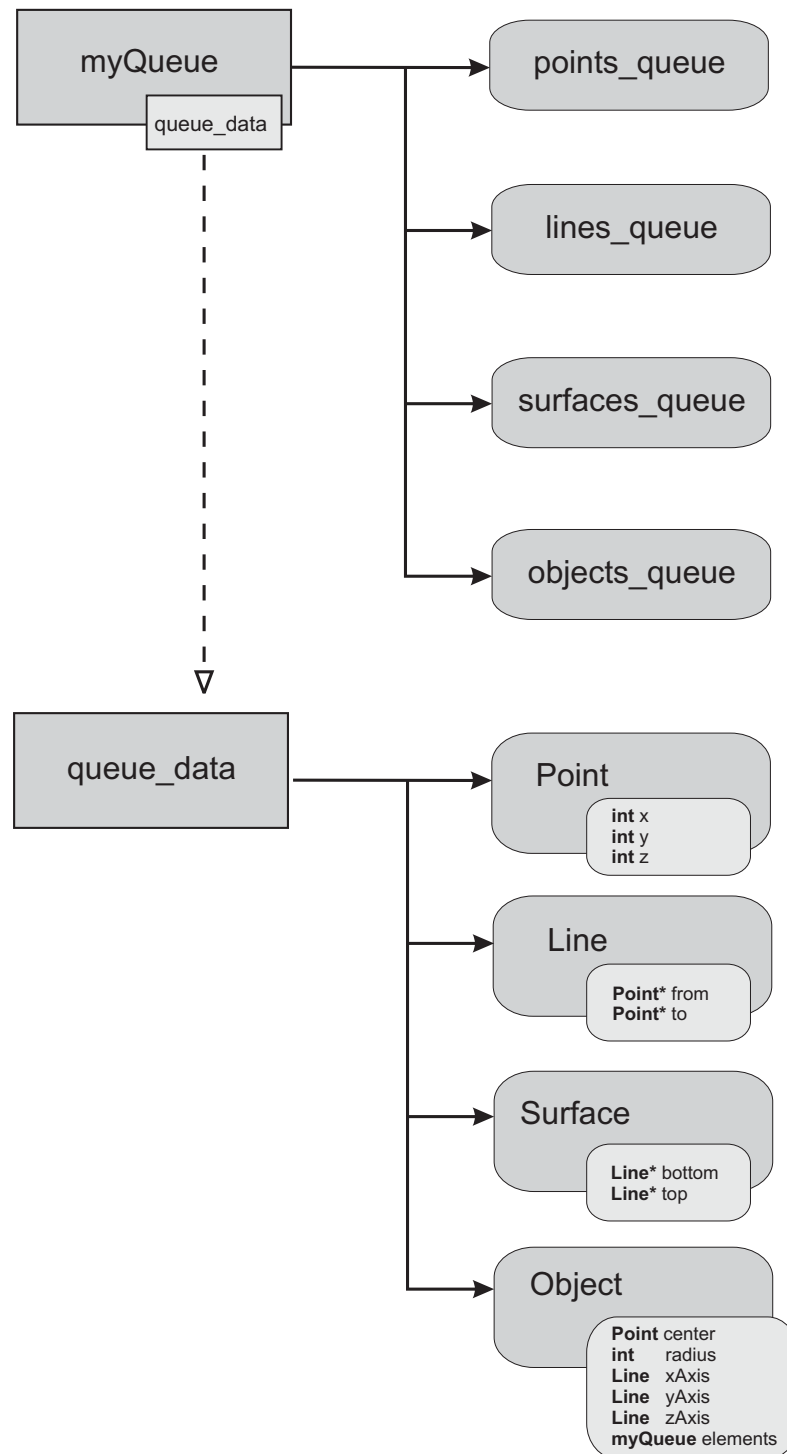 myQueue
queue_data
points_queue
lines_queue
surfaces_queue
objects_queue
queue_data
Point
int x
int y
int z
Line
Point* from
Point* to
Surface
Line* bottom
Line* top
Object
Point center
int radius
Line xAxis
Line yAxis
Line zAxis
myQueue elements